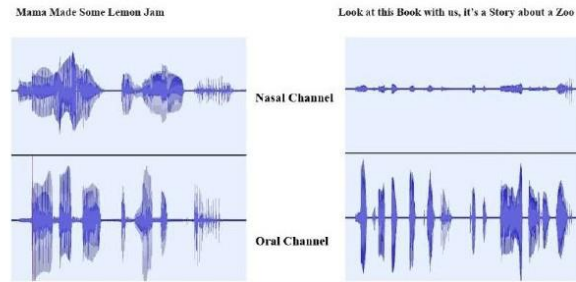 Mama Made Some Lemon Jam
Look at this Book with us, it's a Story about a Zoo
Nasal Channel
Oral Channel